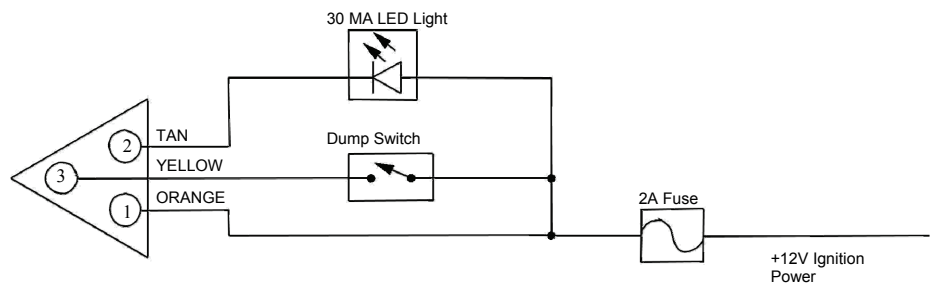 30 MA LED Light
2 TAN
Dump Switch
3 YELLOW
1 ORANGE
2A Fuse
+12V Ignition
Power